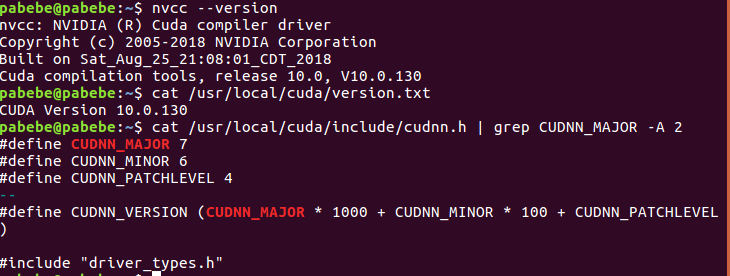 pabebe@pabebe:~$ nvcc --version
nvcc: NVIDIA (R) Cuda compiler driver
Copyright (c) 2005-2018 NVIDIA Corporation
Built on Sat_Aug_25_21:08:01_CDT_2018
Cuda compilation tools, release 10.0, V10.0.130
pabebe@pabebe:~$ cat /usr/local/cuda/version.txt
CUDA Version 10.0.130
pabebe@pabebe:~$ cat /usr/local/cuda/include/cudnn.h | grep CUDNN_MAJOR -A 2
#define CUDNN_MAJOR 7
#define CUDNN_MINOR 6
#define CUDNN_PATCHLEVEL 4
--
#define CUDNN_VERSION (CUDNN_MAJOR * 1000 + CUDNN_MINOR * 100 + CUDNN_PATCHLEVEL
)

#include "driver_types.h"
pabebe@pabebe:~$